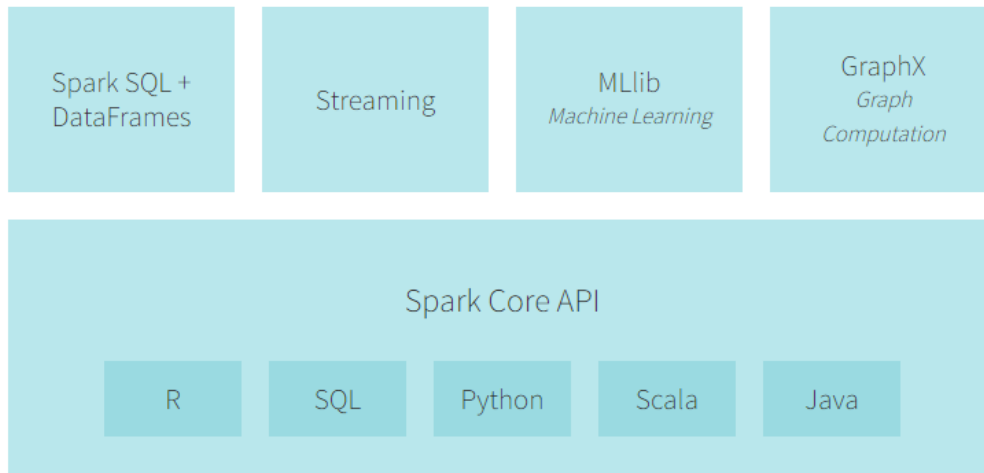 Spark SQL +
DataFrames
Streaming
MLlib
Machine Learning
GraphX
Graph
Computation
Spark Core API
R
SQL
Python
Scala
Java